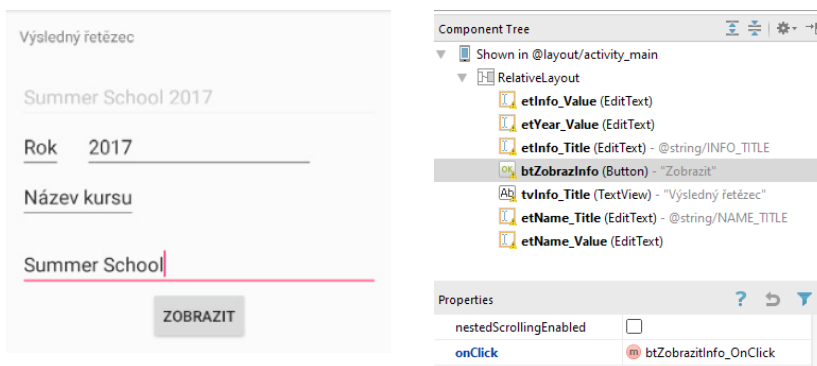 Výsledný řetězec
Summer School 2017
Rok 2017
Název kursu
Summer School
ZOBRAZIT
Component Tree
Shown in @layout/activity_main
RelativeLayout
etInfo_Value (EditText)
etYear_Value (EditText)
etInfo_Title (EditText) - @string/INFO_TITLE
OK btZobrazInfo (Button) - "Zobrazit"
Ab tvInfo_Title (TextView) - "Výsledný řetězec"
etName_Title (EditText) - @string/NAME_TITLE
etName_Value (EditText)
Properties ?
nestedScrollingEnabled
onClick m btZobrazitInfo_OnClick